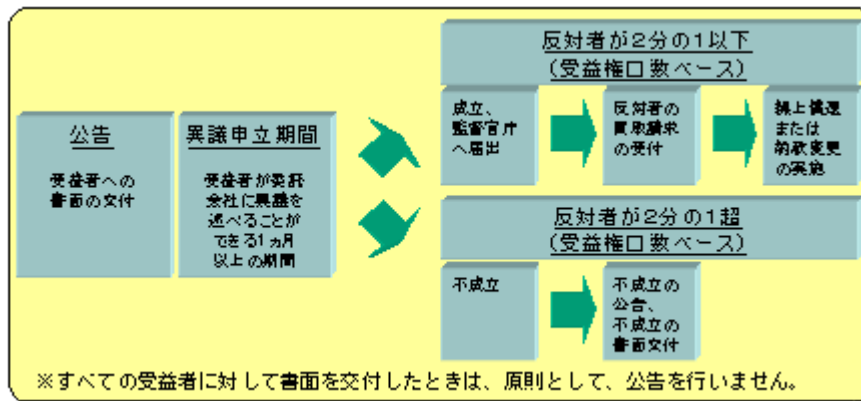 公告
受益者への
書面の交付
異議申立期間
受益者が委託
会社に異議を
述べることが
できる1ヵ月
以上の期間
反対者が2分の1以下
(受益権口数ベース)
成立、
監督官庁
へ届出
反対者の
買取請求
の受付
繰上償還
または
約款変更
の実施
反対者が2分の1超
(受益権口数ベース)
不成立
不成立の
公告、
不成立の
書面交付
※すべての受益者に対して書面を交付したときは、原則として、公告を行いません。